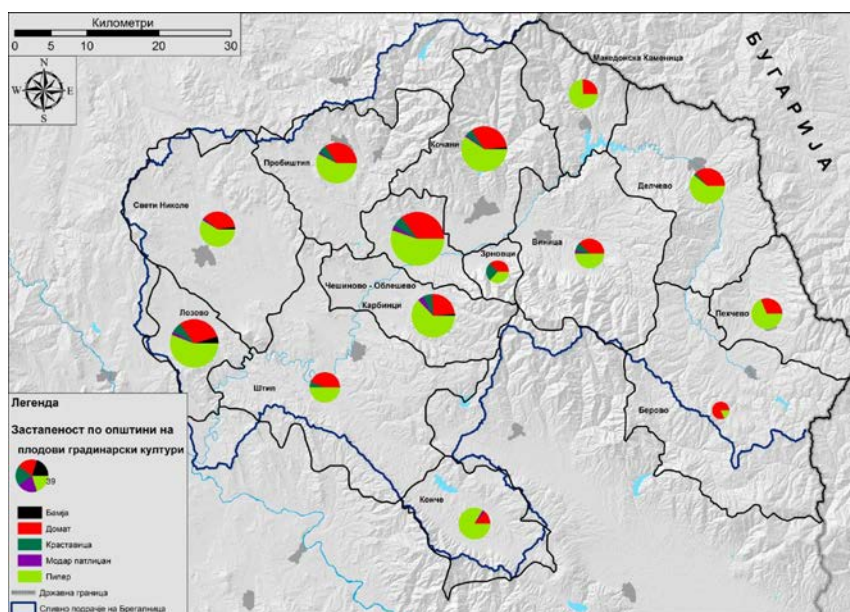 Километри
0 5 10 20 30
N
W E
S
БУГАРИЈА
Македонска Каменица
Кочани
Пробиштип
Делчево
Свети Николе
Виница
Зрновци
Чешиново - Облешево
Карбинци
Пехчево
Лозово
Штип
Берово
Конче
Легенда
Застапеност по општини на
плодови градинарски култури
39
Бамја
Домат
Краставица
Модар патлиџан
Пипер
Државна граница
Сливно подрачје на Брегалница